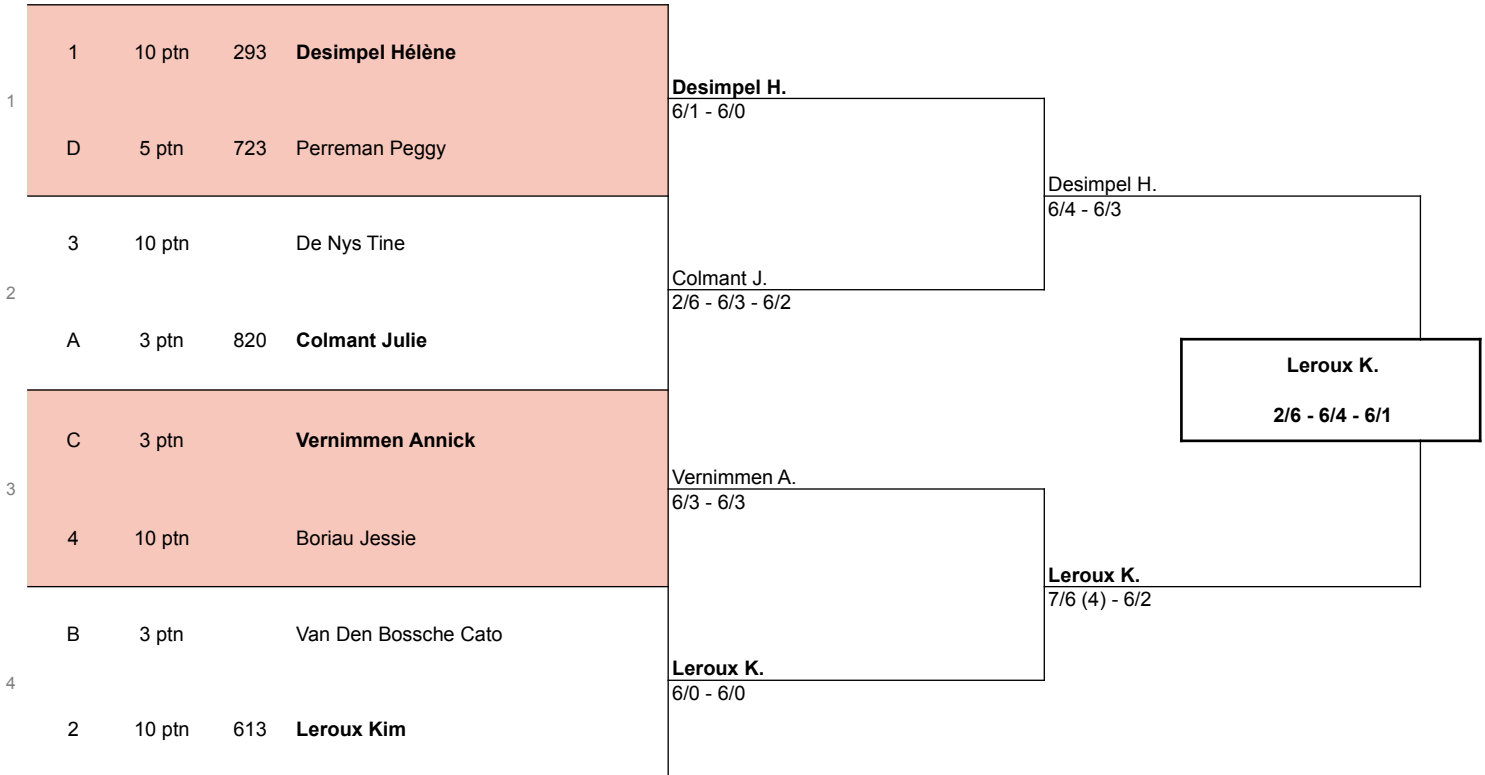 1 10 ptn 293 Desimpel Hélène
Desimpel H.
1
6/1 - 6/0
D 5 ptn 723 Perreman Peggy
Desimpel H.
6/4 - 6/3
3 10 ptn De Nys Tine
Colmant J.
2
2/6 - 6/3 - 6/2
A 3 ptn 820 Colmant Julie
Leroux K.
2/6 - 6/4 - 6/1
C 3 ptn Vernimmen Annick
Vernimmen A.
3
6/3 - 6/3
4 10 ptn Boriau Jessie
Leroux K.
7/6 (4) - 6/2
B 3 ptn Van Den Bossche Cato
Leroux K.
4
6/0 - 6/0
2 10 ptn 613 Leroux Kim